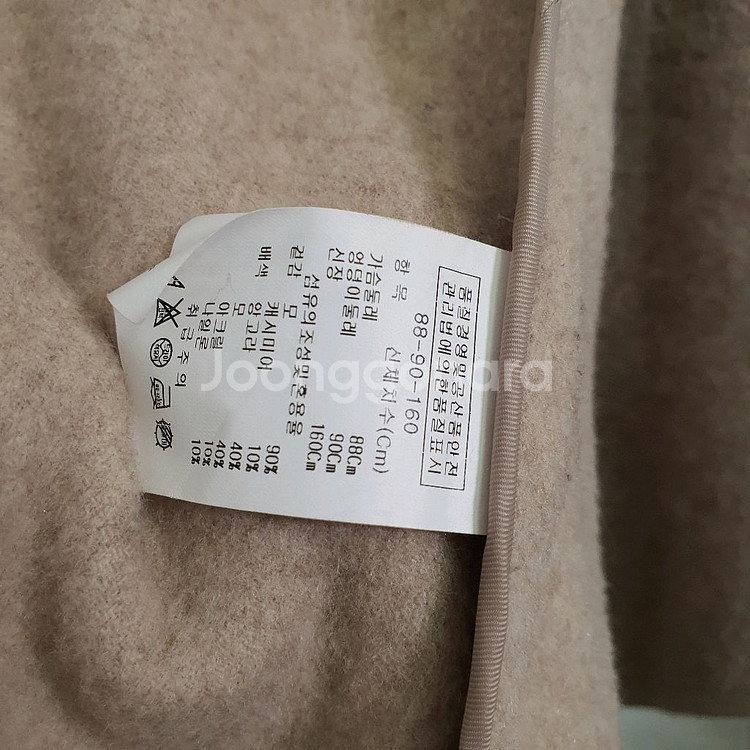 품질경영및공산품안전
관리법에의한품질표시
88-90-160
항 목 신체치수(Cm)
가슴둘레 88Cm
엉덩이둘레 90Cm
신장 160Cm
섬유의조성및혼용율
겉감 모 90%
캐시미어 10%
배색 앙고라 40%
모 40%
아크릴 10%
나일론 10%
취급주의
Joonggonara